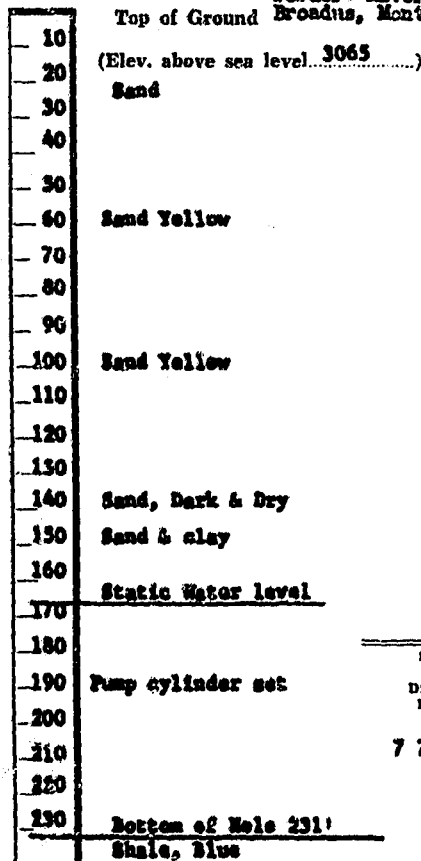 Top of Ground Broadus, Mont
(Elev. above sea level 3065 )
10
20
Sand
30
40
50
60 Sand Yellow
70
80
90
100 Sand Yellow
110
120
130
140 Sand, Dark & Dry
150 Sand & clay
160
Static Water level
170
180
190 Pump cylinder set
200
210
7 7
220
230 Bottom of Hole 231'
Shale, Blue